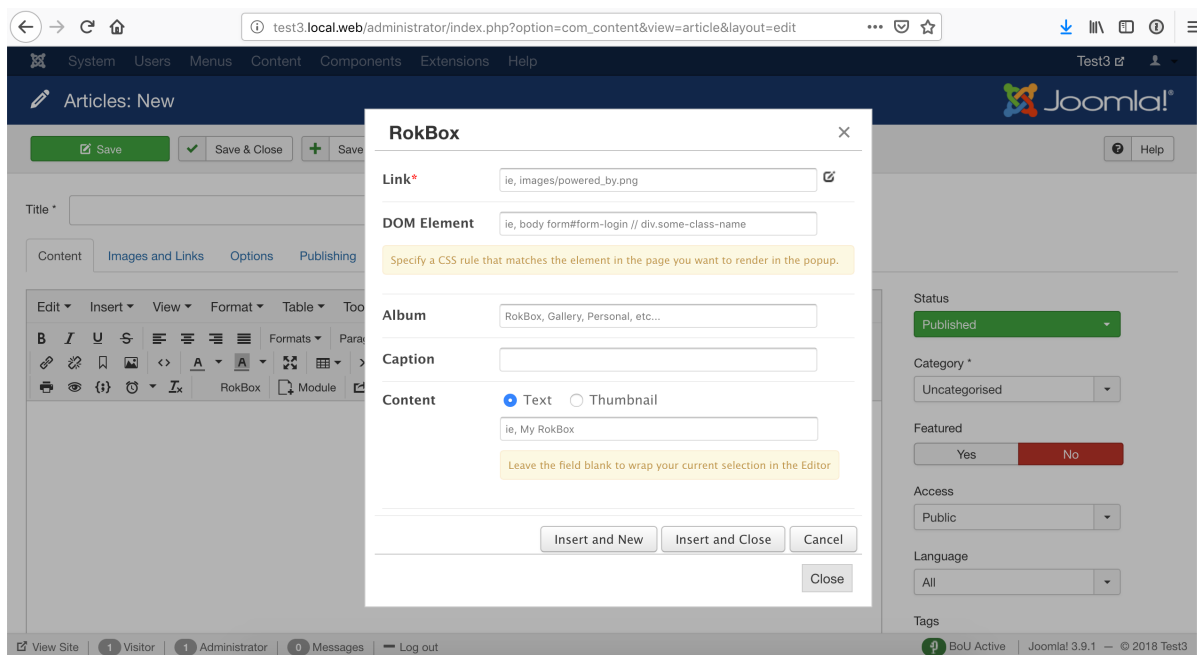 test3.local.web/administrator/index.php?option=com_content&view=article&layout=edit
System Users Menus Content Components Extensions Help Test3
Articles: New
Joomla!®
Save Save & Close Save Help
Title *
Content Images and Links Options Publishing
Edit Insert View Format Table Too
Formats Para
RokBox Module
RokBox
Link* ie, images/powered_by.png
DOM Element ie, body form#form-login // div.some-class-name
Specify a CSS rule that matches the element in the page you want to render in the popup.
Album RokBox, Gallery, Personal, etc...
Caption
Content Text Thumbnail
ie, My RokBox
Leave the field blank to wrap your current selection in the Editor
Insert and New Insert and Close Cancel
Close
Status
Published
Category *
Uncategorised
Featured
Yes No
Access
Public
Language
All
Tags
View Site 1 Visitor 1 Administrator 0 Messages Log out BoU Active Joomla! 3.9.1 — © 2018 Test3